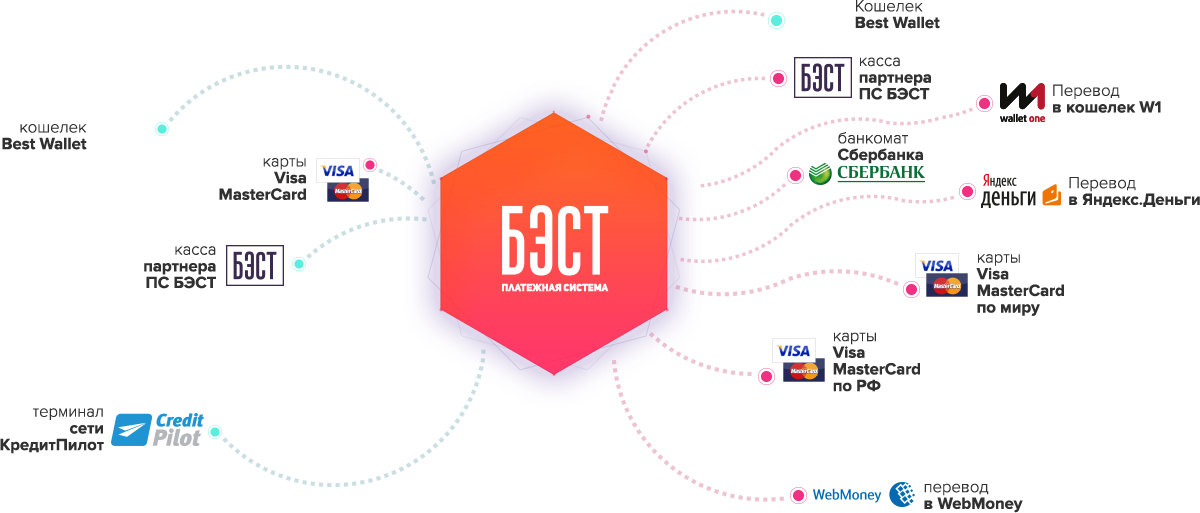 кошелек
Best Wallet
карты
Visa
MasterCard
VISA
MasterCard
касса
партнера
ПС БЭСТ
БЭСТ
терминал
сети
КредитПилот
Credit
Pilot
БЭСТ
ПЛАТЕЖНАЯ СИСТЕМА
Кошелек
Best Wallet
БЭСТ
касса
партнера
ПС БЭСТ
wallet one
Перевод
в кошелек W1
банкомат
Сбербанка
СБЕРБАНК
Яндекс
деньги
Перевод
в Яндекс.Деньги
VISA
MasterCard
карты
Visa
MasterCard
по миру
VISA
MasterCard
карты
Visa
MasterCard
по РФ
WebMoney
перевод
в WebMoney